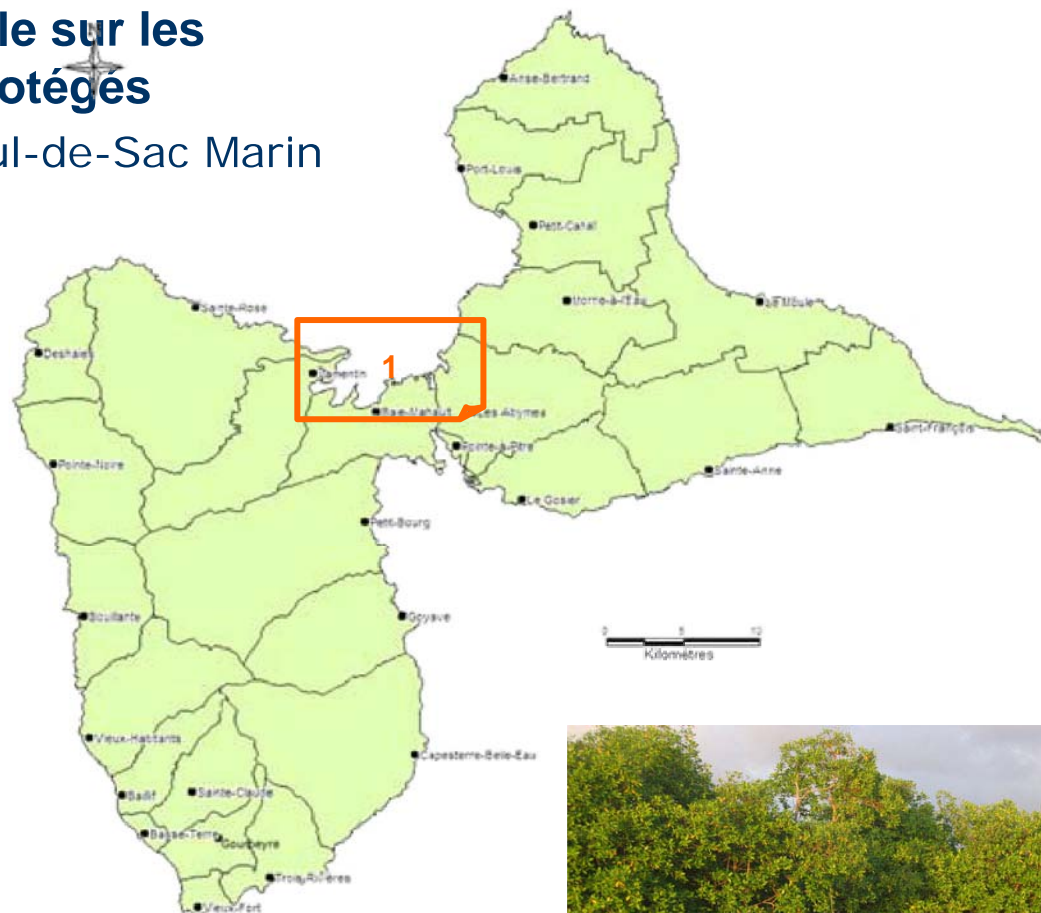 le sur les
otégés
ul-de-Sac Marin
N
Anse-Bertrand
Port-Louis
Petit-Canal
Morne-à-l'Eau
Le Moule
Sainte-Rose
Deshaies
Lamentin
1
Baie-Mahault
Les Abymes
Saint-François
Pointe-à-Pitre
Pointe-Noire
Sainte-Anne
Le Gosier
Petit-Bourg
Bouillante
Goyave
0 5 10
Kilomètres
Vieux-Habitants
Capesterre-Belle-Eau
Baillif
Sainte-Claude
Basse-Terre
Gourbeyre
Trois-Rivières
Vieux-Fort